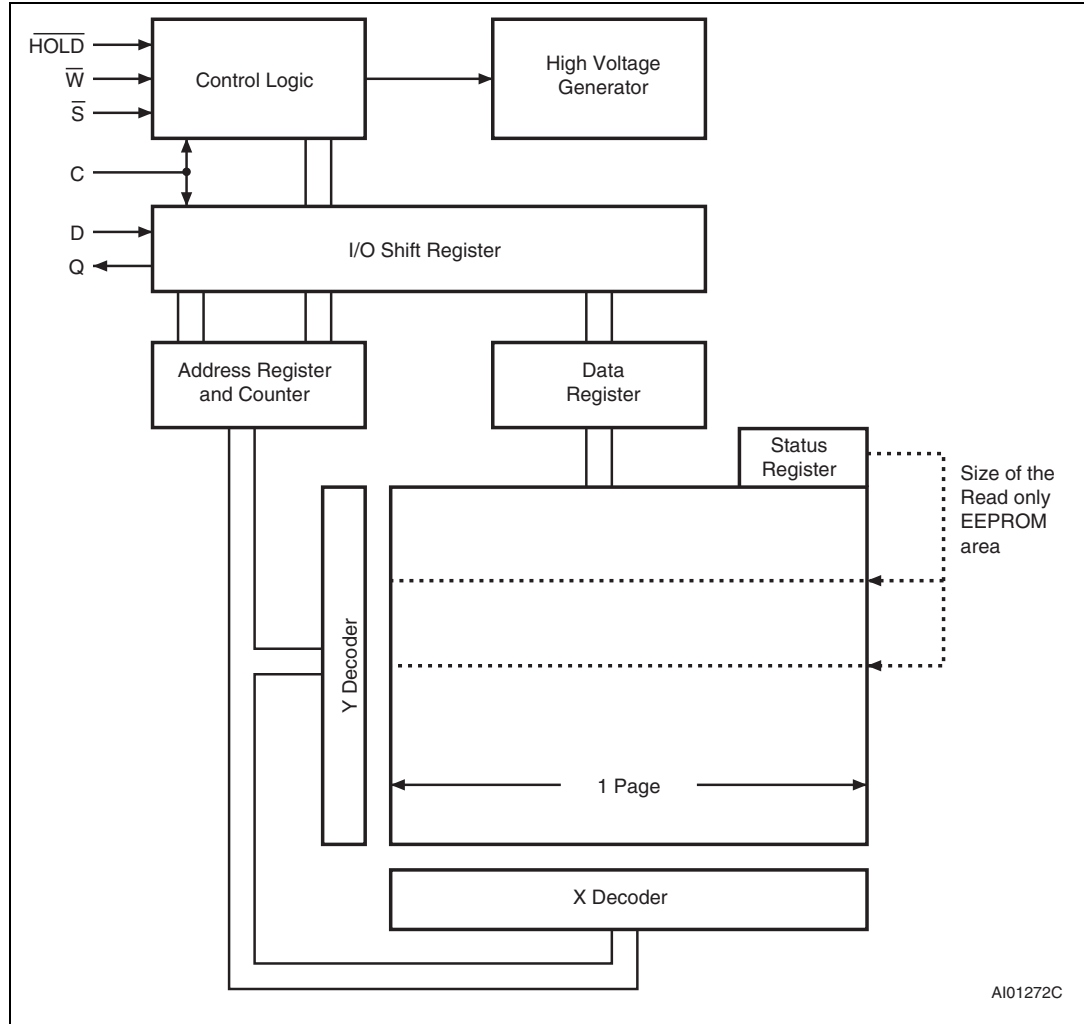 HOLD
W
S
C
D
Q
Control Logic
High Voltage
Generator
I/O Shift Register
Address Register
and Counter
Data
Register
Status
Register
Size of the
Read only
EEPROM
area
Y Decoder
1 Page
X Decoder
AI01272C